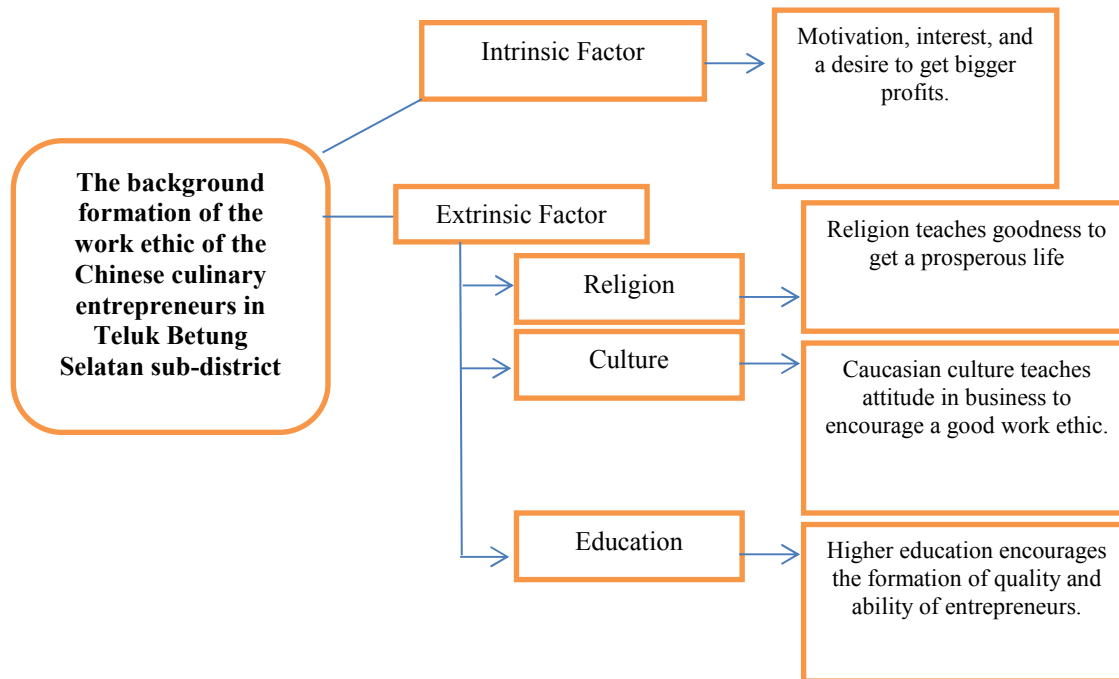 The background
formation of the
work ethic of the
Chinese culinary
entrepreneurs in
Teluk Betung
Selatan sub-district
Intrinsic Factor
Motivation, interest, and
a desire to get bigger
profits.
Extrinsic Factor
Religion
Religion teaches goodness to
get a prosperous life
Culture
Caucasian culture teaches
attitude in business to
encourage a good work ethic.
Education
Higher education encourages
the formation of quality and
ability of entrepreneurs.